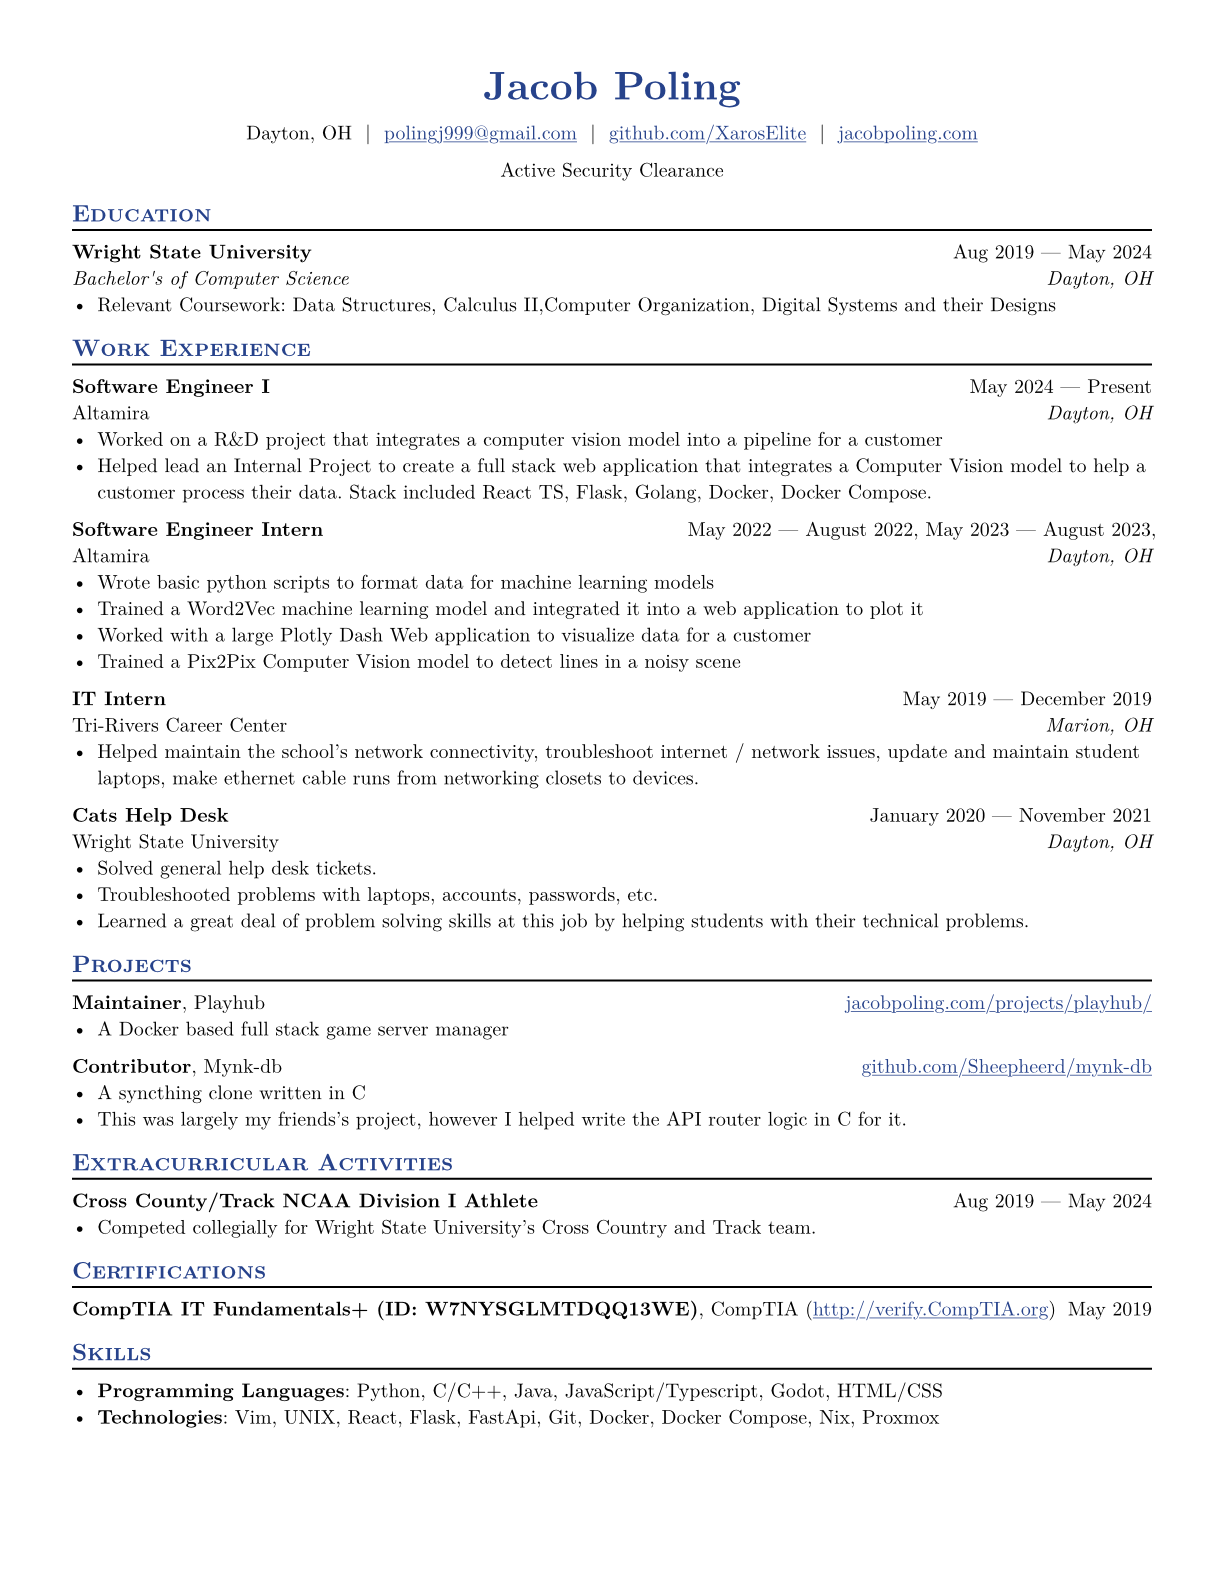 Jacob Poling
Dayton, OH | polingj999@gmail.com | github.com/XarosElite | jacobpoling.com
Active Security Clearance
Education
Wright State University Aug 2019 — May 2024
Bachelor's of Computer Science Dayton, OH
• Relevant Coursework: Data Structures, Calculus II,Computer Organization, Digital Systems and their Designs
Work Experience
Software Engineer I May 2024 — Present
Altamira Dayton, OH
• Worked on a R&D project that integrates a computer vision model into a pipeline for a customer
• Helped lead an Internal Project to create a full stack web application that integrates a Computer Vision model to help a
customer process their data. Stack included React TS, Flask, Golang, Docker, Docker Compose.
Software Engineer Intern May 2022 — August 2022, May 2023 — August 2023,
Altamira Dayton, OH
• Wrote basic python scripts to format data for machine learning models
• Trained a Word2Vec machine learning model and integrated it into a web application to plot it
• Worked with a large Plotly Dash Web application to visualize data for a customer
• Trained a Pix2Pix Computer Vision model to detect lines in a noisy scene
IT Intern May 2019 — December 2019
Tri-Rivers Career Center Marion, OH
• Helped maintain the school's network connectivity, troubleshoot internet / network issues, update and maintain student
laptops, make ethernet cable runs from networking closets to devices.
Cats Help Desk January 2020 — November 2021
Wright State University Dayton, OH
• Solved general help desk tickets.
• Troubleshooted problems with laptops, accounts, passwords, etc.
• Learned a great deal of problem solving skills at this job by helping students with their technical problems.
Projects
Maintainer, Playhub jacobpoling.com/projects/playhub/
• A Docker based full stack game server manager
Contributor, Mynk-db github.com/Sheepheerd/mynk-db
• A syncthing clone written in C
• This was largely my friends's project, however I helped write the API router logic in C for it.
Extracurricular Activities
Cross County/Track NCAA Division I Athlete Aug 2019 — May 2024
• Competed collegially for Wright State University's Cross Country and Track team.
Certifications
CompTIA IT Fundamentals+ (ID: W7NYSGLMTDQQ13WE), CompTIA (http://verify.CompTIA.org) May 2019
Skills
• Programming Languages: Python, C/C++, Java, JavaScript/Typescript, Godot, HTML/CSS
• Technologies: Vim, UNIX, React, Flask, FastApi, Git, Docker, Docker Compose, Nix, Proxmox